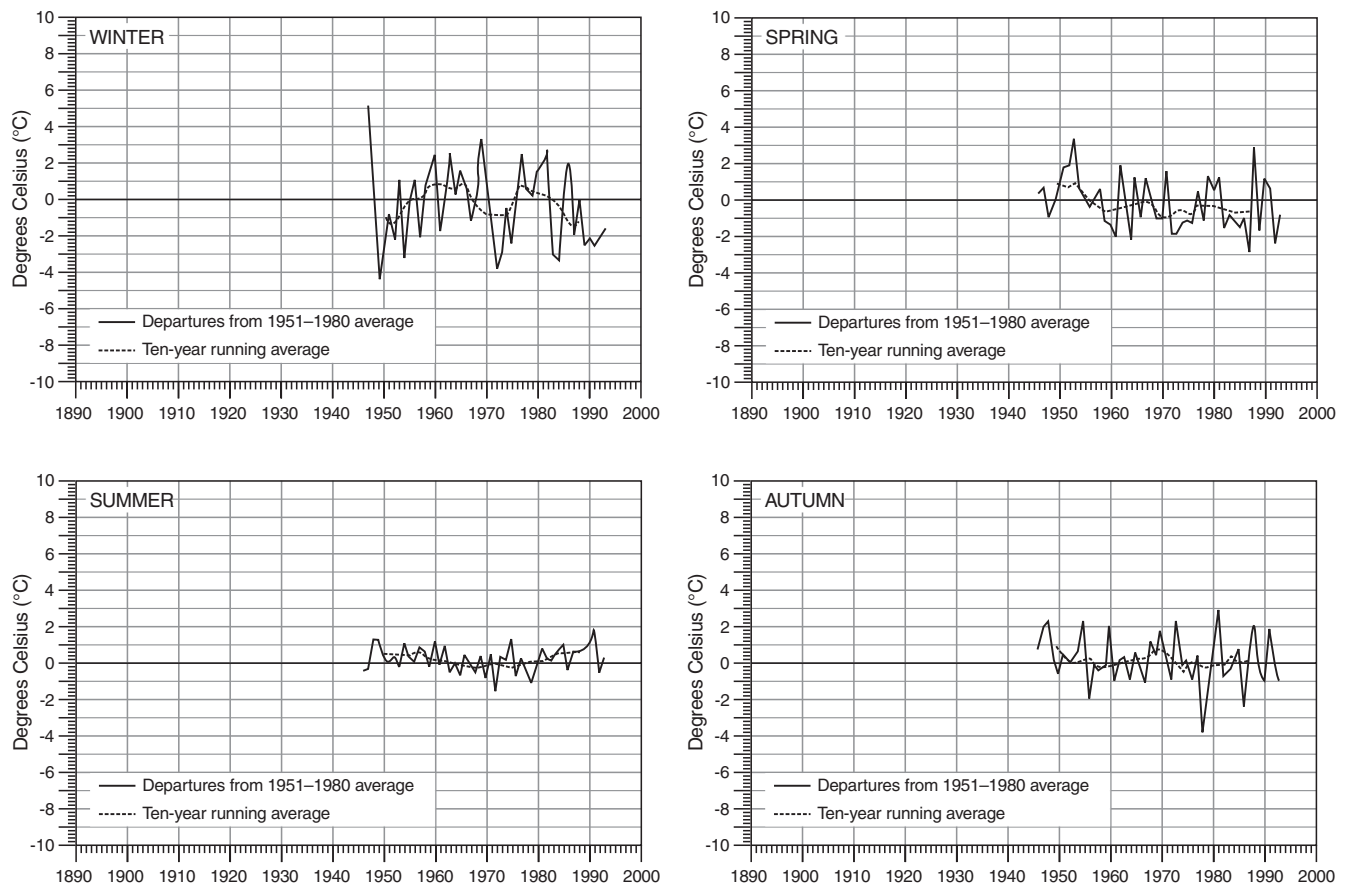 10
WINTER
8
6
4
2
0
-2
-4
-6
-8
-10
Degrees Celsius (°C)
Departures from 1951–1980 average
Ten-year running average
1890 1900 1910 1920 1930 1940 1950 1960 1970 1980 1990 2000
10
SPRING
8
6
4
2
0
-2
-4
-6
-8
-10
Degrees Celsius (°C)
Departures from 1951–1980 average
Ten-year running average
1890 1900 1910 1920 1930 1940 1950 1960 1970 1980 1990 2000
10
SUMMER
8
6
4
2
0
-2
-4
-6
-8
-10
Degrees Celsius (°C)
Departures from 1951–1980 average
Ten-year running average
1890 1900 1910 1920 1930 1940 1950 1960 1970 1980 1990 2000
10
AUTUMN
8
6
4
2
0
-2
-4
-6
-8
-10
Degrees Celsius (°C)
Departures from 1951–1980 average
Ten-year running average
1890 1900 1910 1920 1930 1940 1950 1960 1970 1980 1990 2000